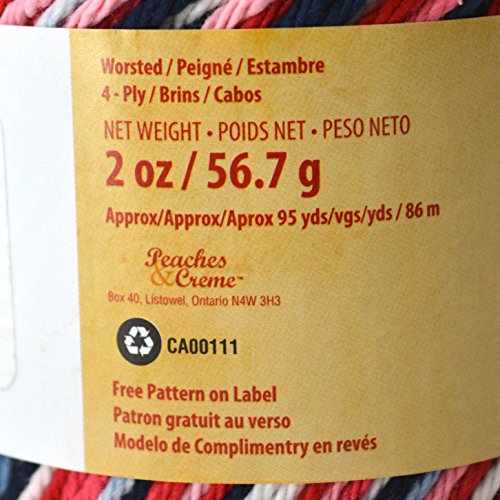 Worsted / Peigné / Estambre
4 - Ply / Brins / Cabos
NET WEIGHT • POIDS NET • PESO NETO
2 oz / 56.7 g
Approx/Approx/Aprox 95 yds/vgs/yds / 86 m
Peaches
& Creme™
Box 40, Listowel, Ontario N4W 3H3
CA00111
Free Pattern on Label
Patron gratuit au verso
Modelo de Complimentry en revés